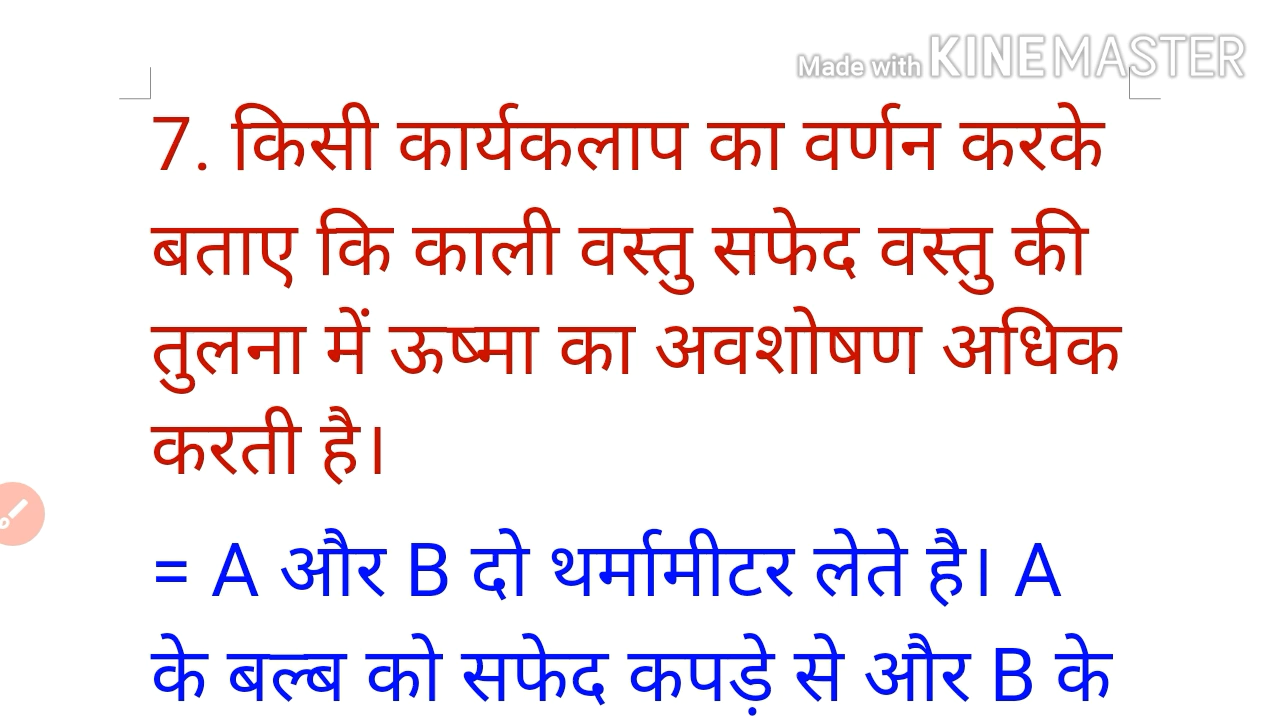 Made with KINEMASTER
7. किसी कार्यकलाप का वर्णन करके
बताए कि काली वस्तु सफेद वस्तु की
तुलना में ऊष्मा का अवशोषण अधिक
करती है।
= A और B दो थर्मामीटर लेते है। A
के बल्ब को सफेद कपड़े से और B के